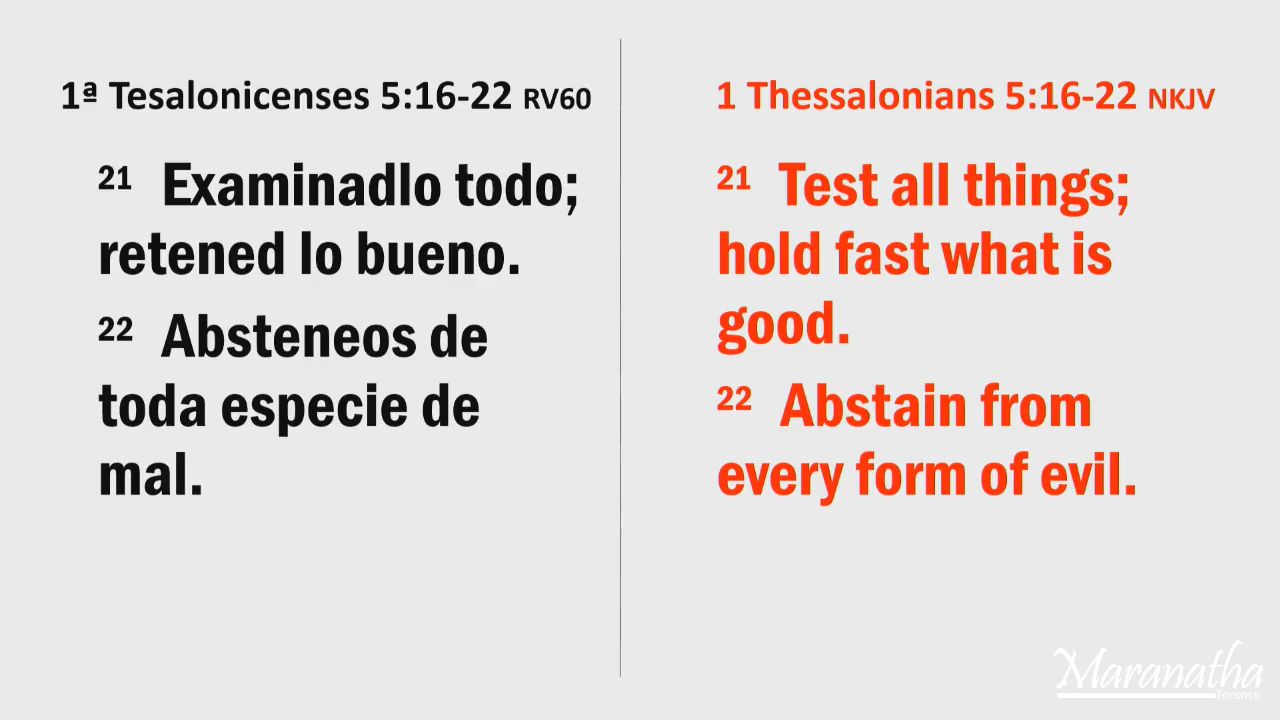 1ª Tesalonicenses 5:16-22 RV60
21 Examinadlo todo;
retened lo bueno.
22 Absteneos de
toda especie de
mal.
1 Thessalonians 5:16-22 NKJV
21 Test all things;
hold fast what is
good.
22 Abstain from
every form of evil.
Maranatha
Toronto